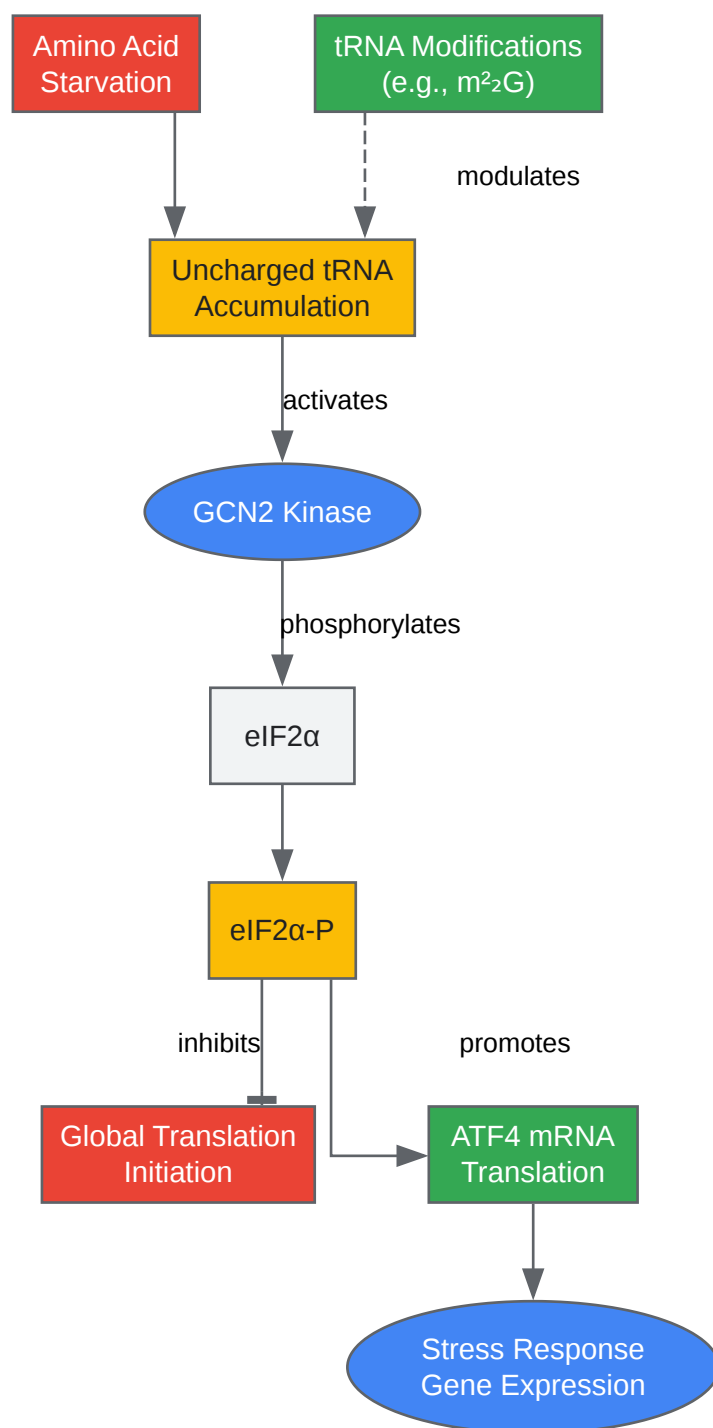 Amino Acid
Starvation
tRNA Modifications
(e.g., m²₂G)
modulates
Uncharged tRNA
Accumulation
activates
GCN2 Kinase
phosphorylates
eIF2α
eIF2α-P
inhibits
promotes
Global Translation
Initiation
ATF4 mRNA
Translation
Stress Response
Gene Expression